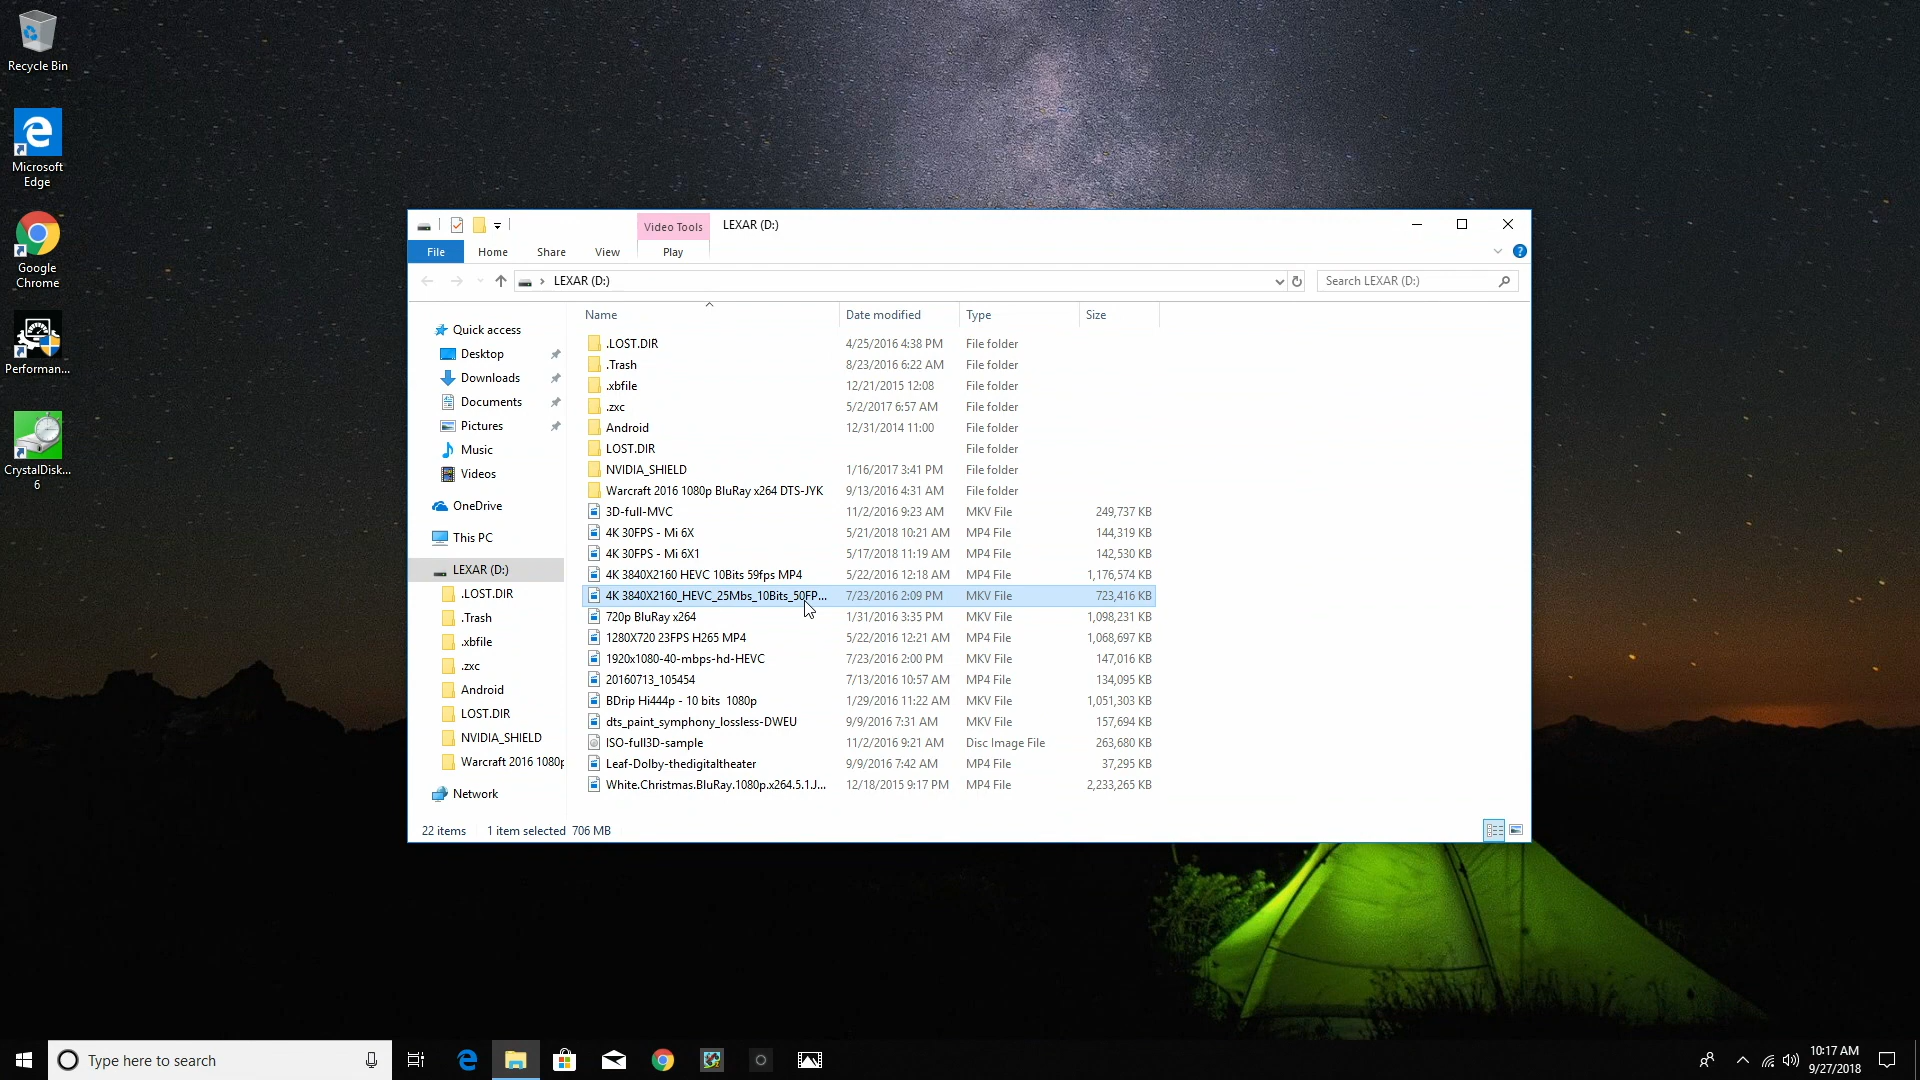 Recycle Bin
Microsoft
Edge
Google
Chrome
Performan...
CrystalDisk...
6
Video Tools
LEXAR (D:)
File
Home
Share
View
Play
LEXAR (D:)
Search LEXAR (D:)
Quick access
Desktop
Downloads
Documents
Pictures
Music
Videos
OneDrive
This PC
LEXAR (D:)
.LOST.DIR
.Trash
.xbfile
.zxc
Android
LOST.DIR
NVIDIA_SHIELD
Warcraft 2016 1080p
Network
Name Date modified Type Size
.LOST.DIR 4/25/2016 4:38 PM File folder
.Trash 8/23/2016 6:22 AM File folder
.xbfile 12/21/2015 12:08 File folder
.zxc 5/2/2017 6:57 AM File folder
Android 12/31/2014 11:00 File folder
LOST.DIR File folder
NVIDIA_SHIELD 1/16/2017 3:41 PM File folder
Warcraft 2016 1080p BluRay x264 DTS-JYK 9/13/2016 4:31 AM File folder
3D-full-MVC 11/2/2016 9:23 AM MKV File 249,737 KB
4K 30FPS - Mi 6X 5/21/2018 10:21 AM MP4 File 144,319 KB
4K 30FPS - Mi 6X1 5/17/2018 11:19 AM MP4 File 142,530 KB
4K 3840X2160 HEVC 10Bits 59fps MP4 5/22/2016 12:18 AM MP4 File 1,176,574 KB
4K 3840X2160_HEVC_25Mbs_10Bits_50FP... 7/23/2016 2:09 PM MKV File 723,416 KB
720p BluRay x264 1/31/2016 3:35 PM MKV File 1,098,231 KB
1280X720 23FPS H265 MP4 5/22/2016 12:21 AM MP4 File 1,068,697 KB
1920x1080-40-mbps-hd-HEVC 7/23/2016 2:00 PM MKV File 147,016 KB
20160713_105454 7/13/2016 10:57 AM MP4 File 134,095 KB
BDrip Hi444p - 10 bits 1080p 1/29/2016 11:22 AM MKV File 1,051,303 KB
dts_paint_symphony_lossless-DWEU 9/9/2016 7:31 AM MKV File 157,694 KB
ISO-full3D-sample 11/2/2016 9:21 AM Disc Image File 263,680 KB
Leaf-Dolby-thedigitaltheater 9/9/2016 7:42 AM MP4 File 37,295 KB
White.Christmas.BluRay.1080p.x264.5.1.J... 12/18/2015 9:17 PM MP4 File 2,233,265 KB
22 items 1 item selected 706 MB
Type here to search
10:17 AM
9/27/2018